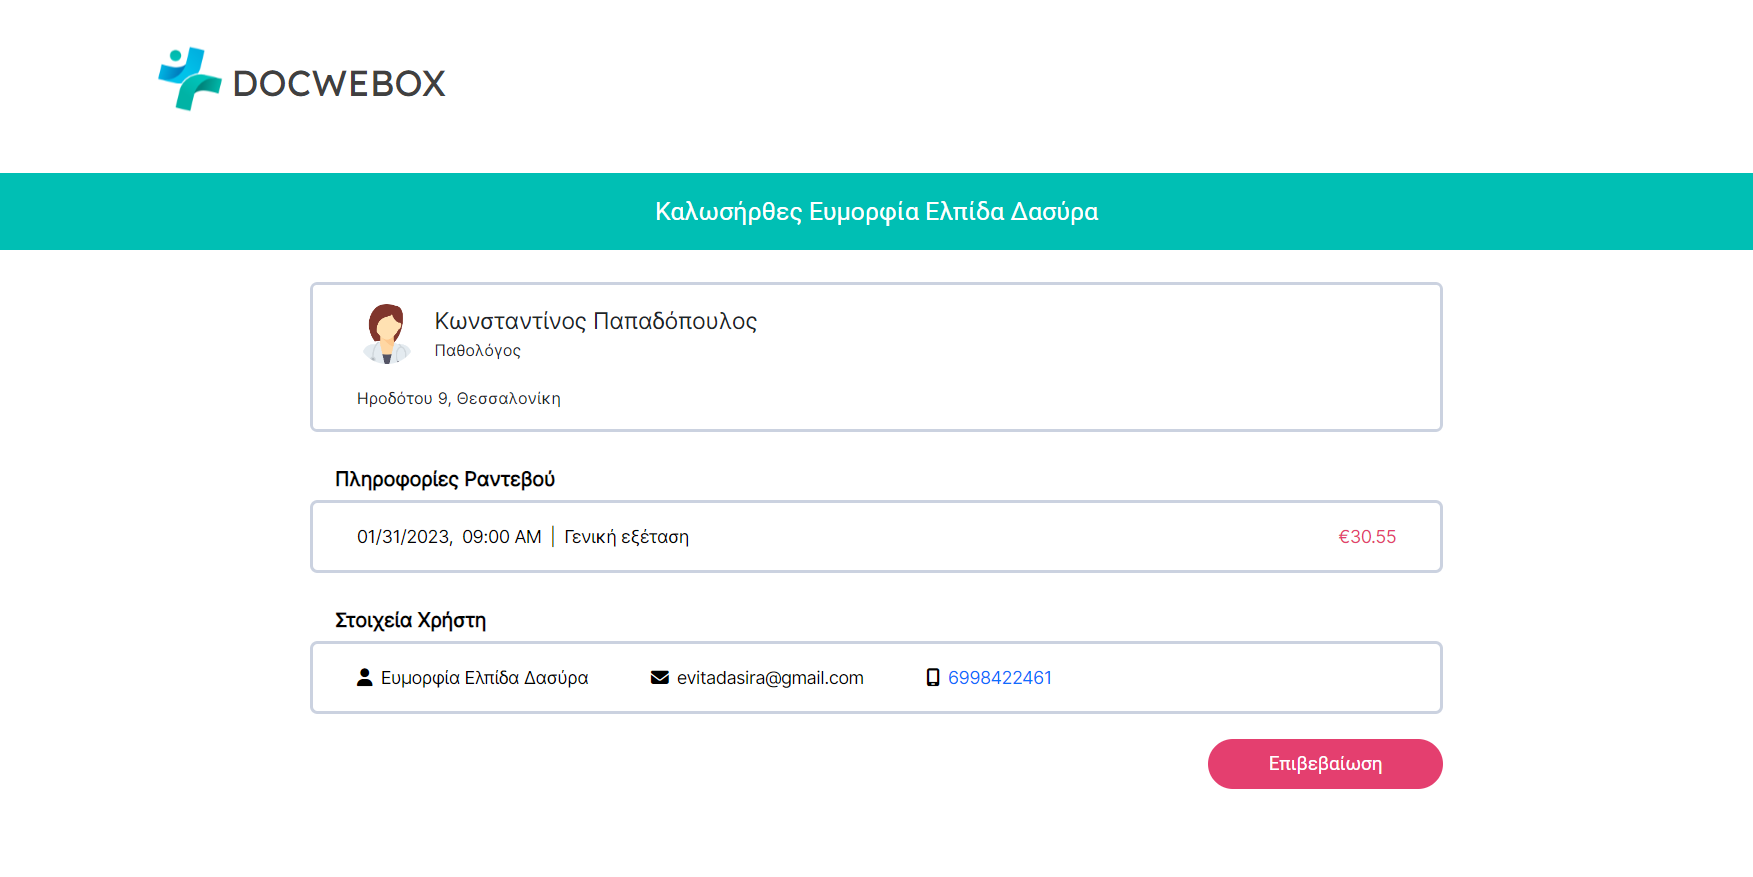 DOCWEBOX
Καλωσήρθες Ευμορφία Ελπίδα Δασύρα
Κωνσταντίνος Παπαδόπουλος
Παθολόγος
Ηροδότου 9, Θεσσαλονίκη
Πληροφορίες Ραντεβού
01/31/2023, 09:00 AM | Γενική εξέταση €30.55
Στοιχεία Χρήστη
Ευμορφία Ελπίδα Δασύρα evitadasira@gmail.com 6998422461
Επιβεβαίωση